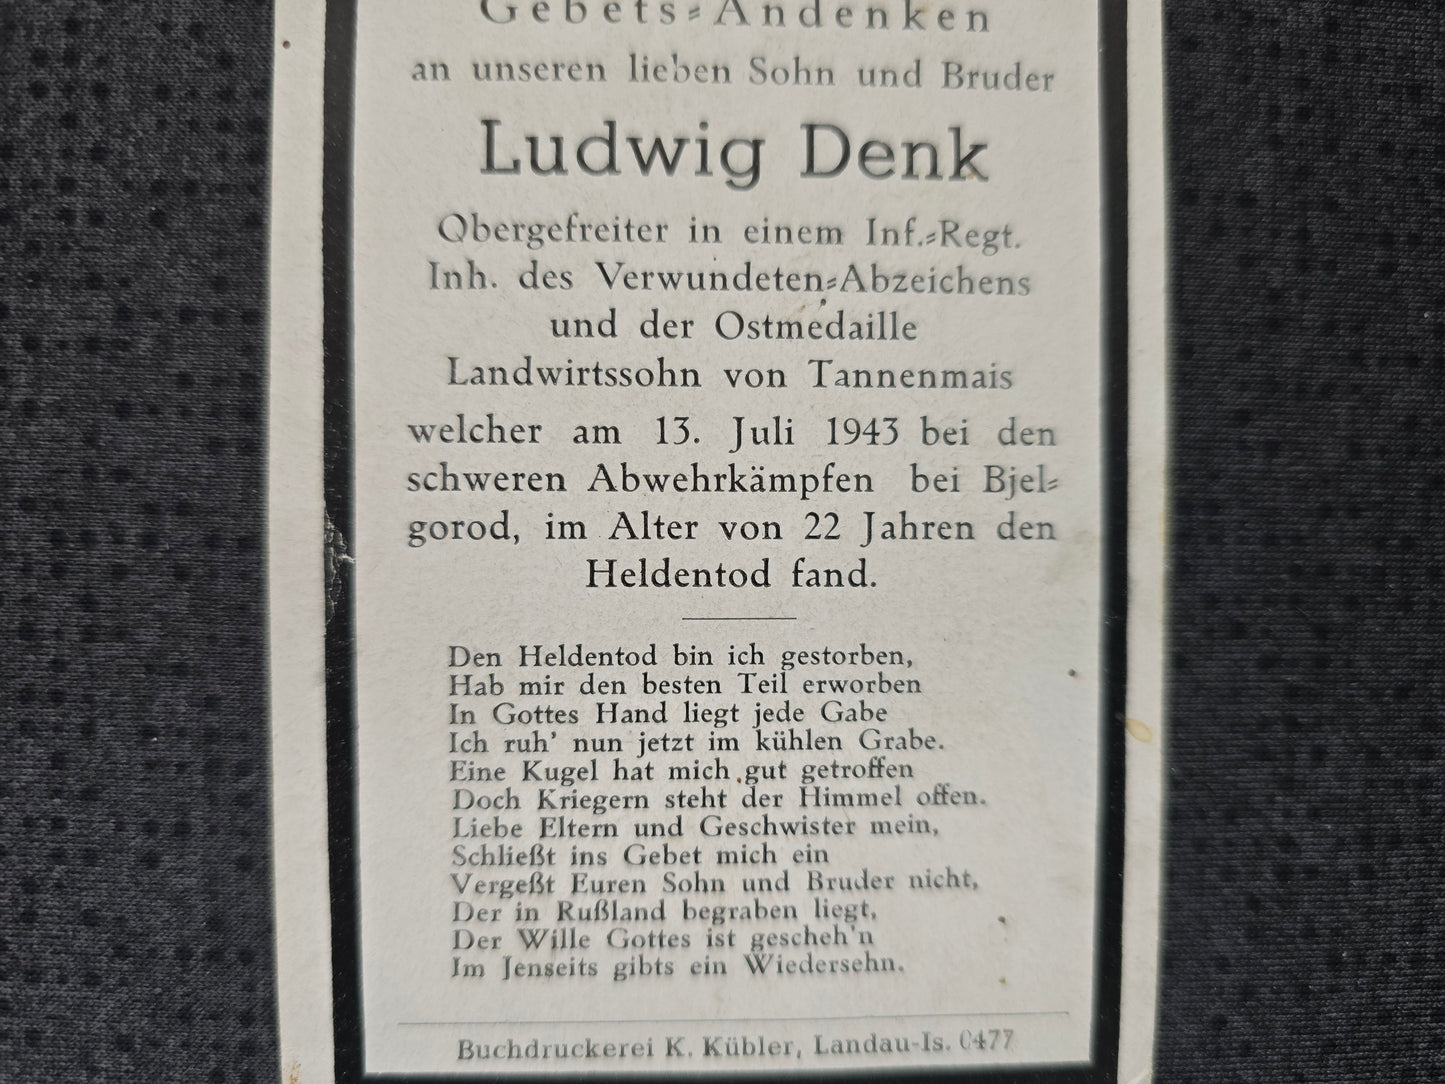 Gebets⸗Andenken
an unseren lieben Sohn und Bruder
Ludwig Denk
Obergefreiter in einem Inf.⸗Regt.
Inh. des Verwundeten⸗Abzeichens
und der Ostmedaille
Landwirtssohn von Tannenmais
welcher am 13. Juli 1943 bei den
schweren Abwehrkämpfen bei Bjel⸗
gorod, im Alter von 22 Jahren den
Heldentod fand.
Den Heldentod bin ich gestorben,
Hab mir den besten Teil erworben
In Gottes Hand liegt jede Gabe
Ich ruh' nun jetzt im kühlen Grabe.
Eine Kugel hat mich gut getroffen
Doch Kriegern steht der Himmel offen.
Liebe Eltern und Geschwister mein,
Schließt ins Gebet mich ein
Vergeßt Euren Sohn und Bruder nicht,
Der in Rußland begraben liegt,
Der Wille Gottes ist gescheh'n
Im Jenseits gibts ein Wiedersehn.
Buchdruckerei K. Kübler, Landau-Is. 0477